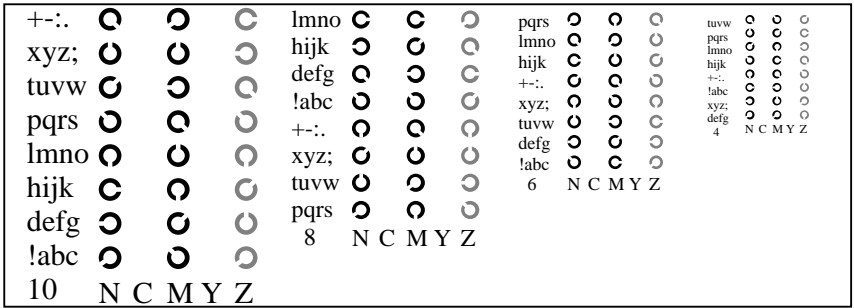 +-:.
xyz;
tuvw
pqrs
lmno
hijk
defg
!abc
10 N C M Y Z
lmno
hijk
defg
!abc
+-:.
xyz;
tuvw
pqrs
8 N C M Y Z
pqrs
lmno
hijk
+-:.
xyz;
tuvw
defg
!abc
6 N C M Y Z
tuvw
pqrs
lmno
hijk
+-:.
!abc
xyz;
defg
4 N C M Y Z